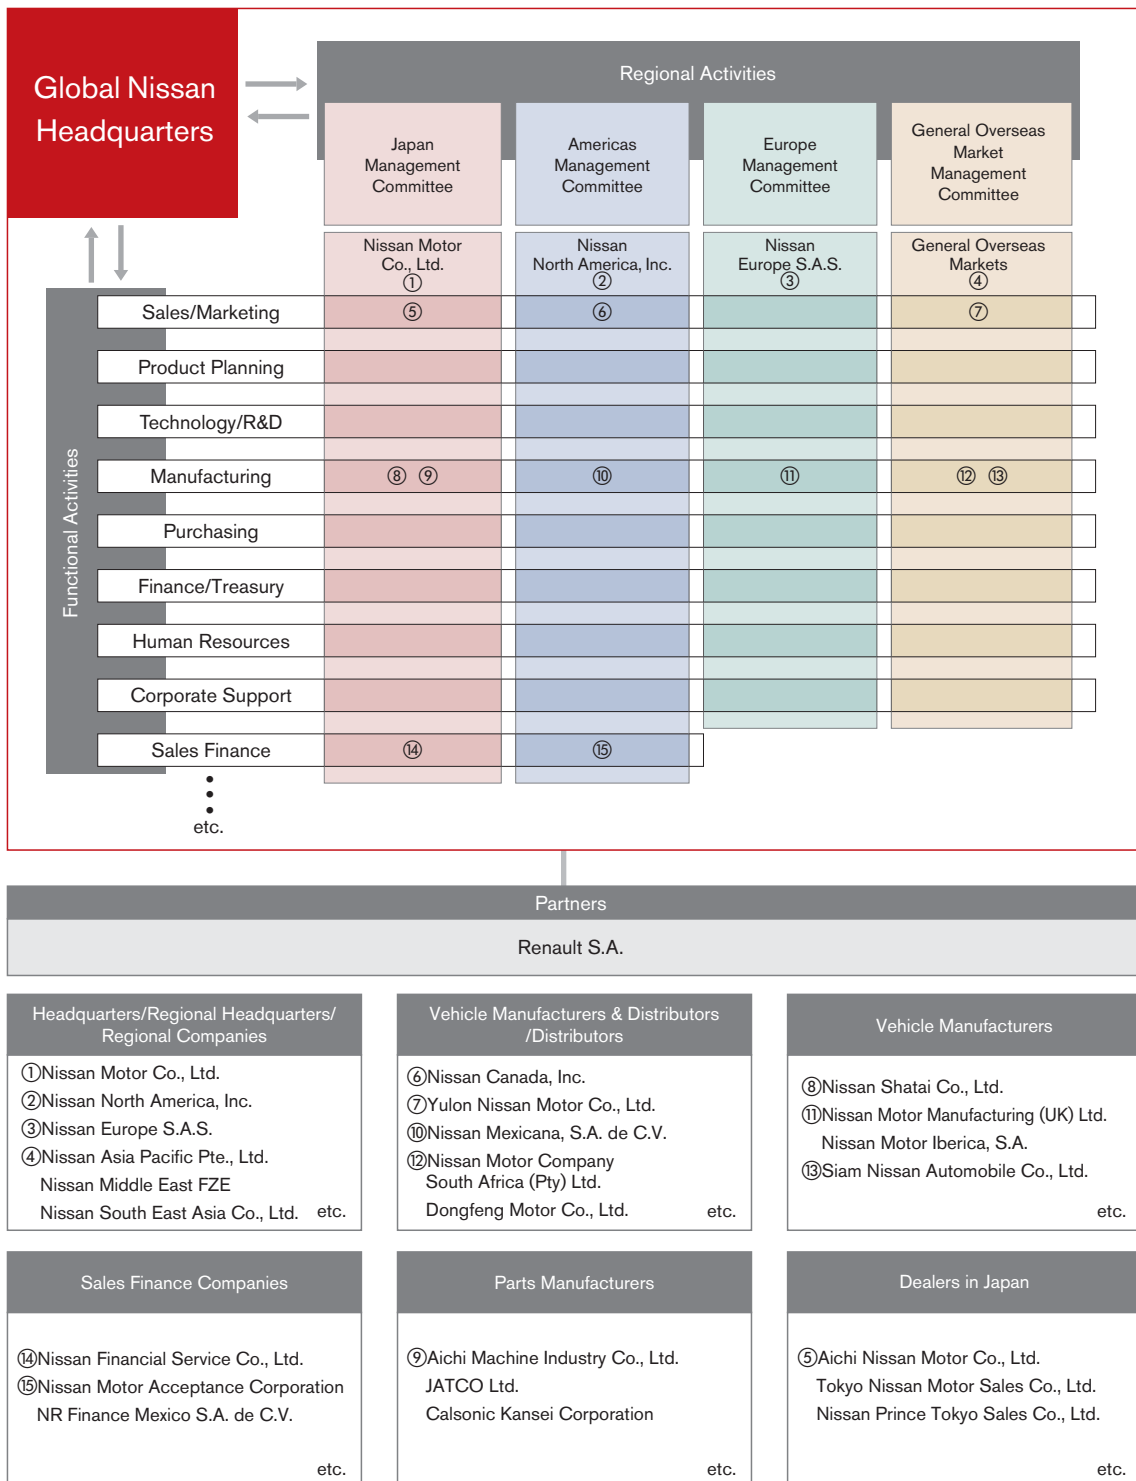 Global Nissan
Headquarters
Regional Activities
Japan
Management
Committee
Americas
Management
Committee
Europe
Management
Committee
General Overseas
Market
Management
Committee
Nissan Motor
Co., Ltd.
①
Nissan
North America, Inc.
②
Nissan
Europe S.A.S.
③
General Overseas
Markets
④
Functional Activities
Sales/Marketing ⑤ ⑥ ⑦
Product Planning
Technology/R&D
Manufacturing ⑧ ⑨ ⑩ ⑪ ⑫ ⑬
Purchasing
Finance/Treasury
Human Resources
Corporate Support
Sales Finance ⑭ ⑮
etc.
Partners
Renault S.A.
Headquarters/Regional Headquarters/
Regional Companies
①Nissan Motor Co., Ltd.
②Nissan North America, Inc.
③Nissan Europe S.A.S.
④Nissan Asia Pacific Pte., Ltd.
Nissan Middle East FZE
Nissan South East Asia Co., Ltd. etc.
Vehicle Manufacturers & Distributors
/Distributors
⑥Nissan Canada, Inc.
⑦Yulon Nissan Motor Co., Ltd.
⑩Nissan Mexicana, S.A. de C.V.
⑫Nissan Motor Company
South Africa (Pty) Ltd.
Dongfeng Motor Co., Ltd. etc.
Vehicle Manufacturers
⑧Nissan Shatai Co., Ltd.
⑪Nissan Motor Manufacturing (UK) Ltd.
Nissan Motor Iberica, S.A.
⑬Siam Nissan Automobile Co., Ltd.
etc.
Sales Finance Companies
⑭Nissan Financial Service Co., Ltd.
⑮Nissan Motor Acceptance Corporation
NR Finance Mexico S.A. de C.V.
etc.
Parts Manufacturers
⑨Aichi Machine Industry Co., Ltd.
JATCO Ltd.
Calsonic Kansei Corporation
etc.
Dealers in Japan
⑤Aichi Nissan Motor Co., Ltd.
Tokyo Nissan Motor Sales Co., Ltd.
Nissan Prince Tokyo Sales Co., Ltd.
etc.